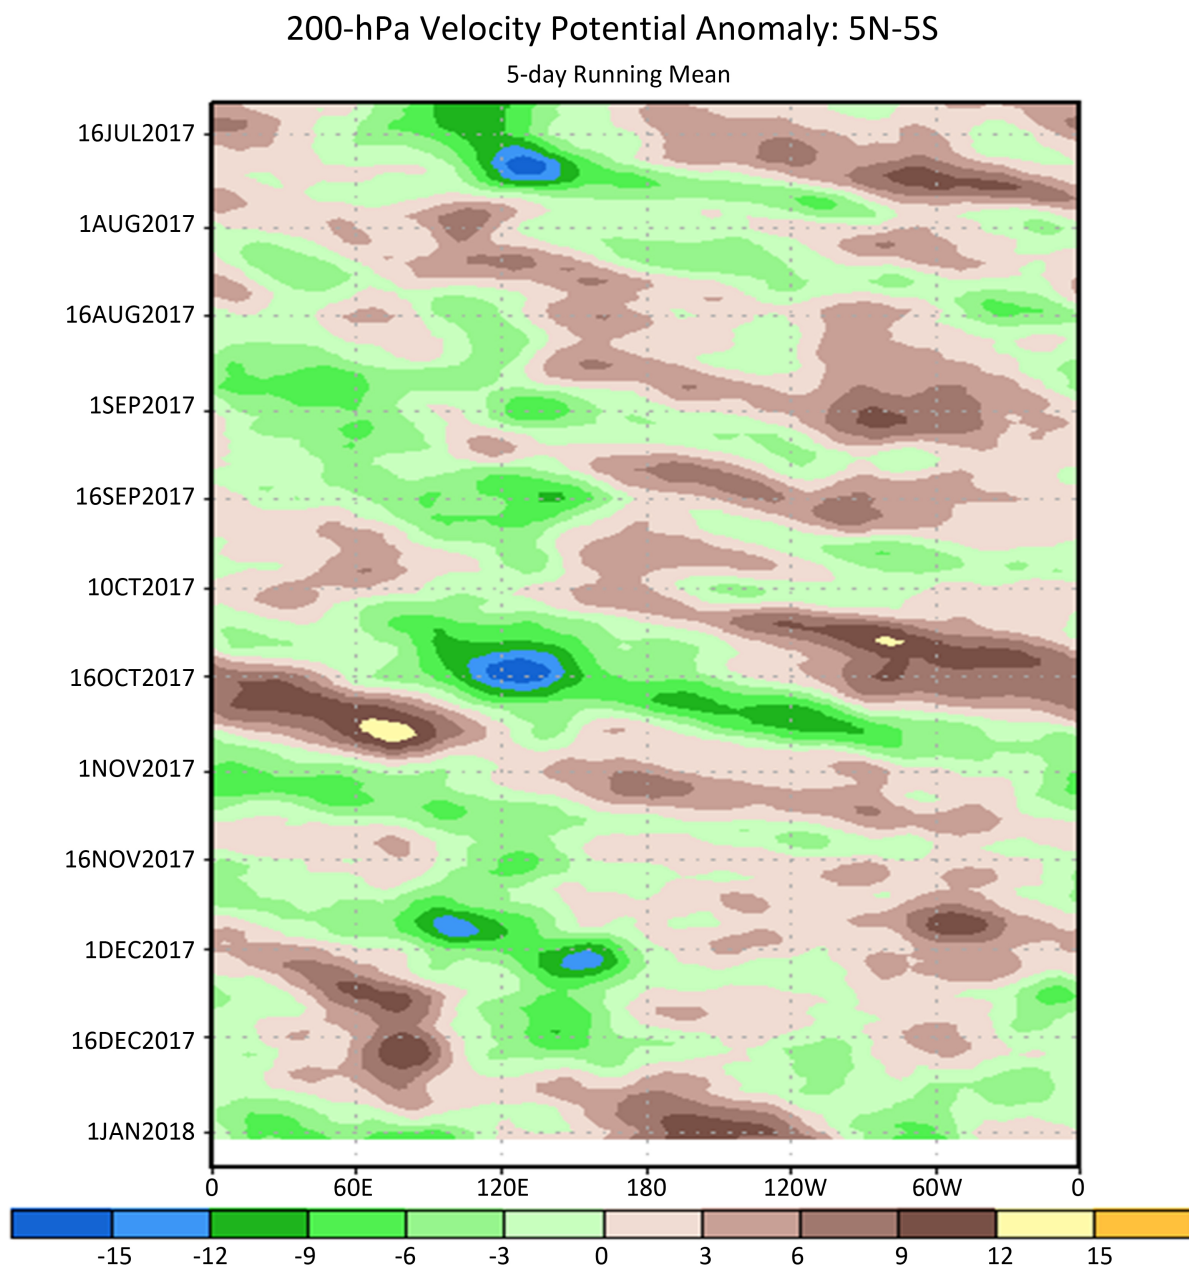 200-hPa Velocity Potential Anomaly: 5N-5S
5-day Running Mean
16JUL2017
1AUG2017
16AUG2017
1SEP2017
16SEP2017
10CT2017
16OCT2017
1NOV2017
16NOV2017
1DEC2017
16DEC2017
1JAN2018
0 60E 120E 180 120W 60W 0
-15 -12 -9 -6 -3 0 3 6 9 12 15